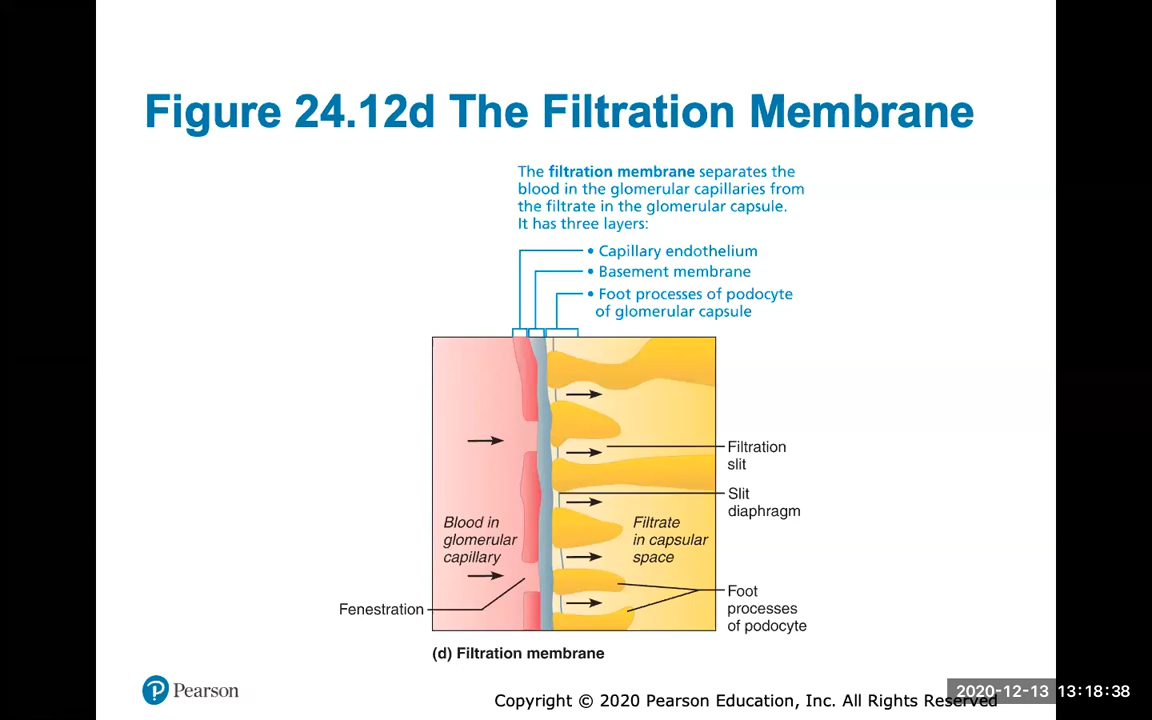 Figure 24.12d The Filtration Membrane
The filtration membrane separates the
blood in the glomerular capillaries from
the filtrate in the glomerular capsule.
It has three layers:
• Capillary endothelium
• Basement membrane
• Foot processes of podocyte
of glomerular capsule
Filtration
slit
Slit
diaphragm
Blood in
glomerular
capillary
Filtrate
in capsular
space
Fenestration
Foot
processes
of podocyte
(d) Filtration membrane
P Pearson
Copyright © 2020 Pearson Education, Inc. All Rights Reserved
2020-12-13 13:18:38